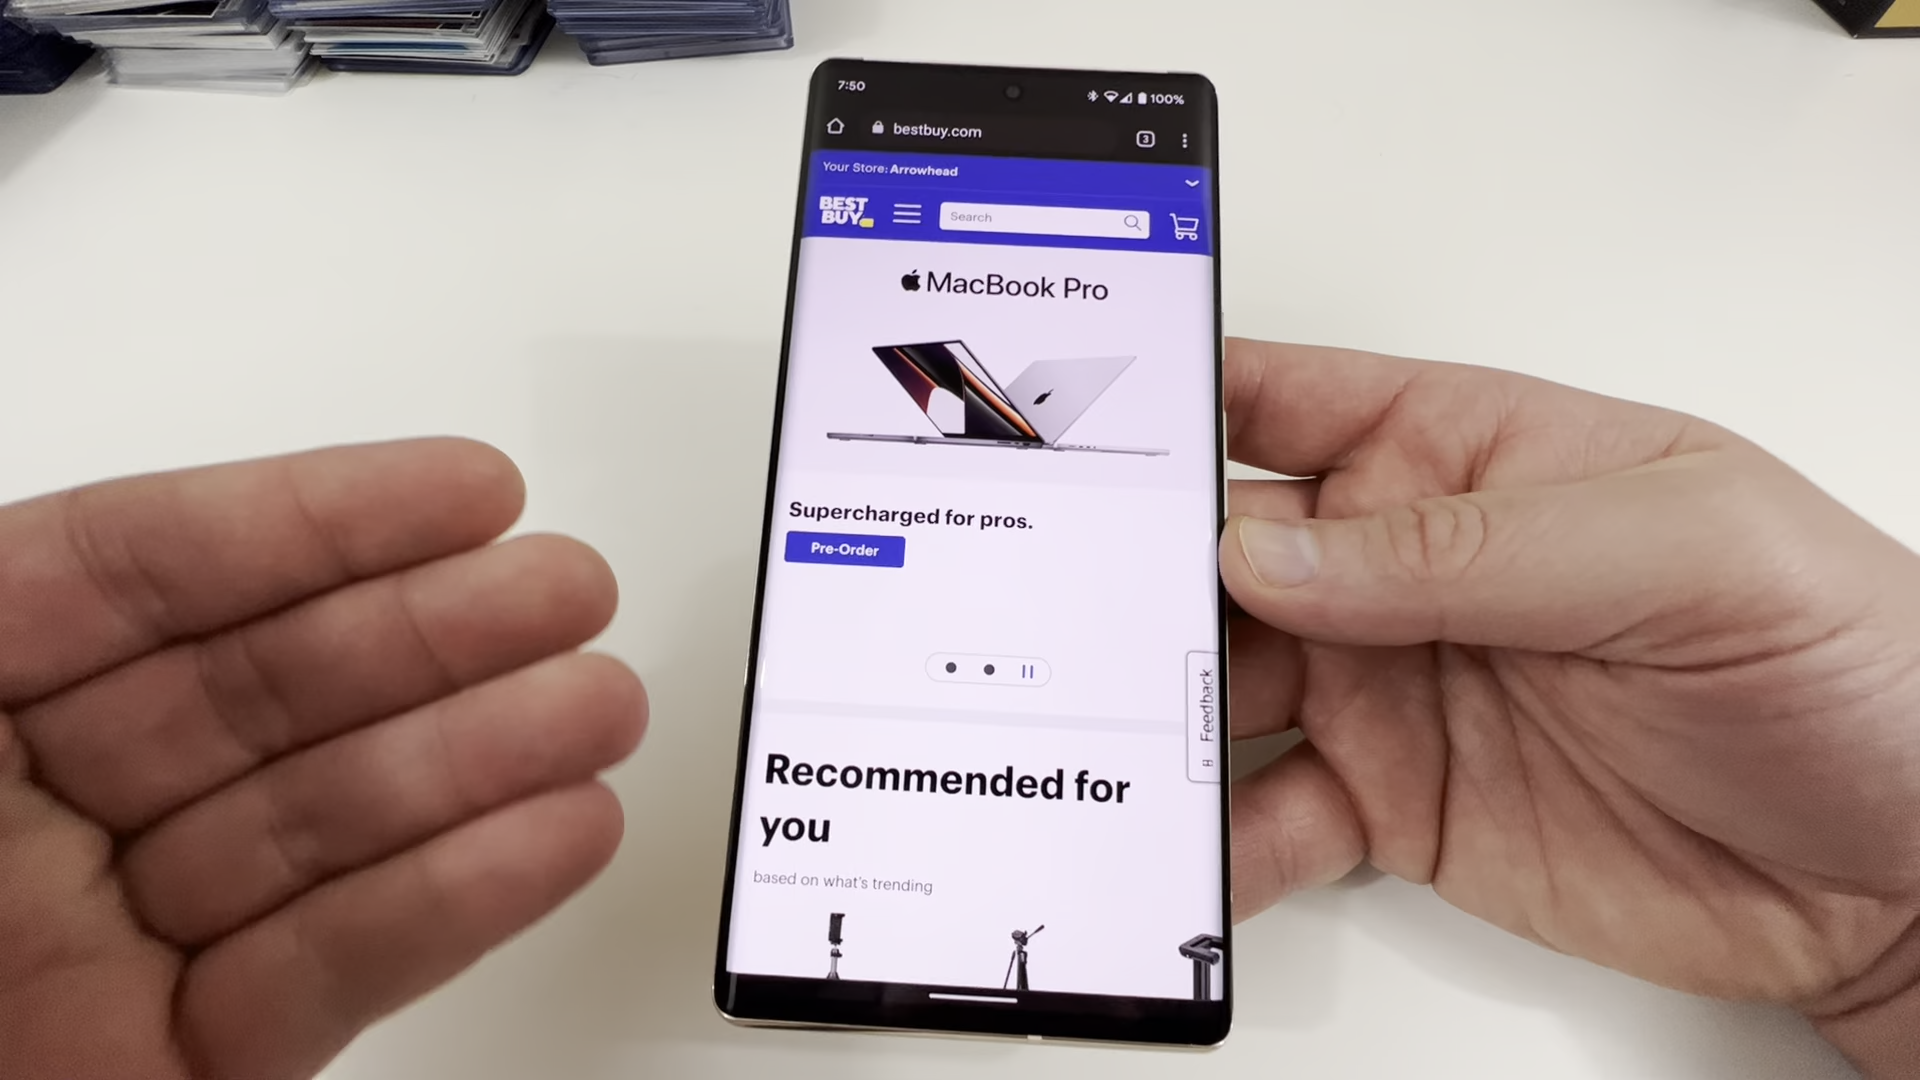 7:50
100%
bestbuy.com
3
Your Store: Arrowhead
BEST
BUY
Search
MacBook Pro
Supercharged for pros.
Pre-Order
Feedback
Recommended for
you
based on what's trending